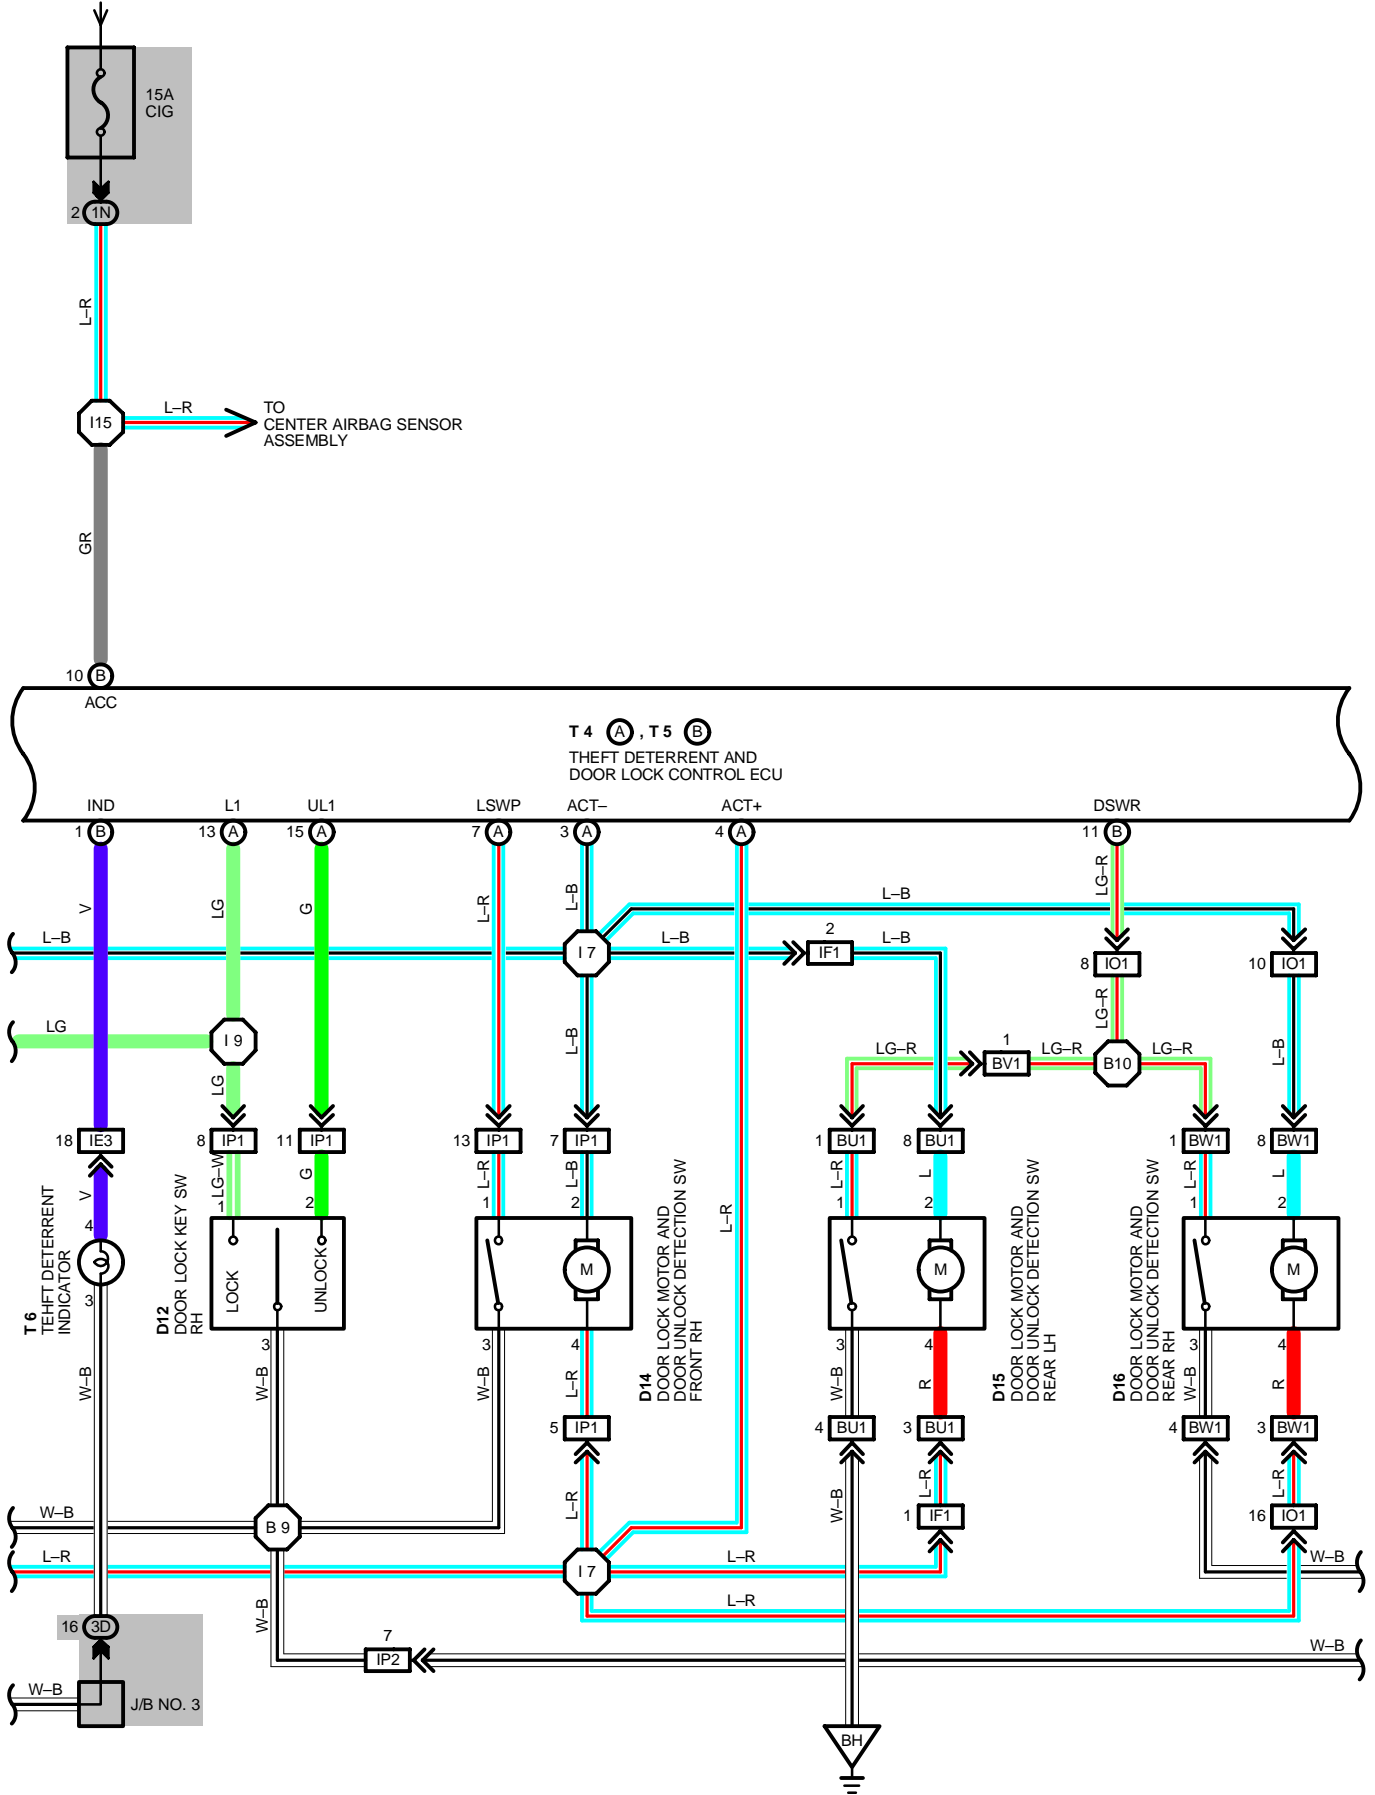 15A
CIG
2 1N
L–R
I15
L–R
TO
CENTER AIRBAG SENSOR
ASSEMBLY
GR
10 B
ACC
T 4 A , T 5 B
THEFT DETERRENT AND
DOOR LOCK CONTROL ECU
IND L1 UL1 LSWP ACT– ACT+ DSWR
1 B 13 A 15 A 7 A 3 A 4 A 11 B
V LG G L–R L–B LG–R
L–B
L–B I 7 L–B 2 IF1 L–B
8 IO1 10 IO1
LG I 9
LG
L–B
LG–R
L–B
LG–R 1 BV1 LG–R B10 LG–R
18 IE3 8 IP1 11 IP1 13 IP1 7 IP1 1 BU1 8 BU1 1 BW1 8 BW1
V LG–W G L–R L–B L–R L L–R L
4 1 2 1 2 1 2 1 2
T 6
TEHFT DETERRENT
INDICATOR
D12
DOOR LOCK KEY SW
RH
LOCK
UNLOCK
M
D14
DOOR LOCK MOTOR AND
DOOR UNLOCK DETECTION SW
FRONT RH
L–R
M
D15
DOOR LOCK MOTOR AND
DOOR UNLOCK DETECTION SW
REAR LH
D16
DOOR LOCK MOTOR AND
DOOR UNLOCK DETECTION SW
REAR RH
M
3 3 3 4 3 4 3 4
W–B W–B W–B L–R W–B R W–B R
5 IP1 4 BU1 3 BU1 4 BW1 3 BW1
L–R W–B L–R L–R
W–B B 9 1 IF1 16 IO1
L–R I 7 L–R W–B
L–R
W–B
16 3D
7
IP2
W–B
W–B
J/B NO. 3
BH